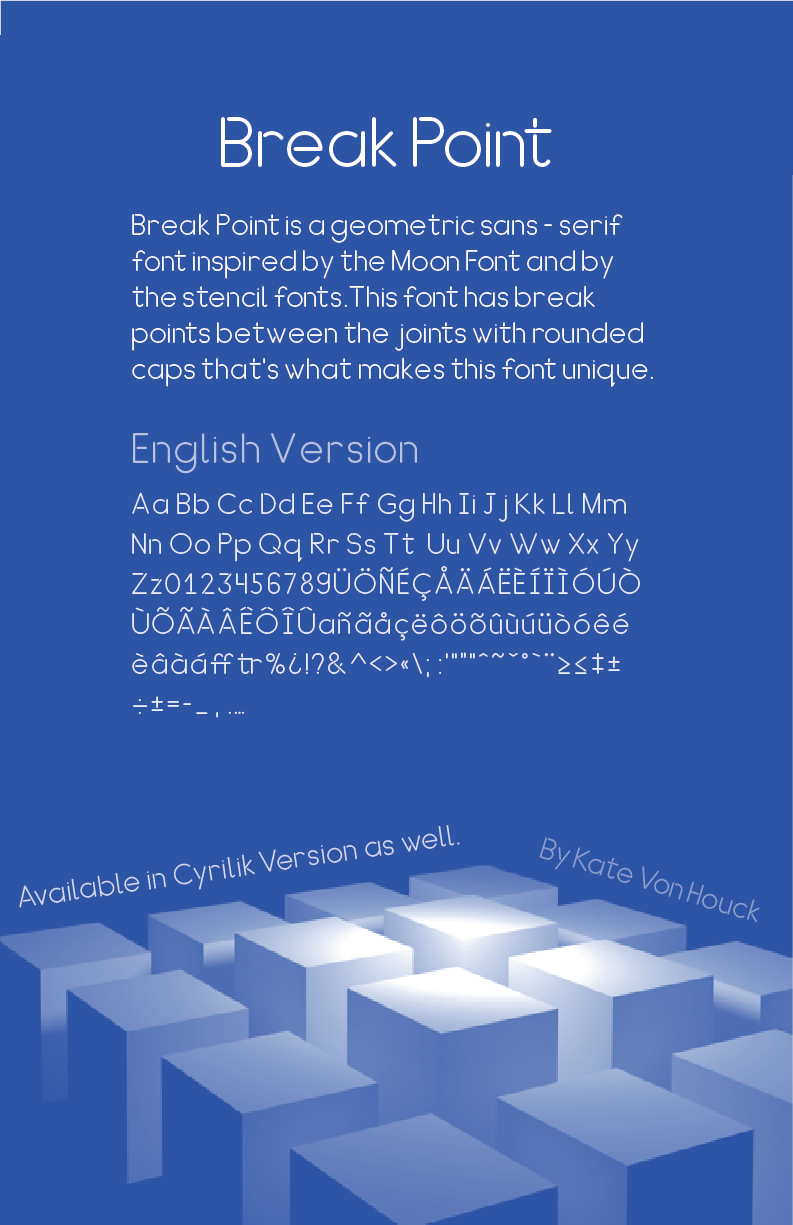 Break Point
Break Point is a geometric sans - serif
font inspired by the Moon Font and by
the stencil fonts.This font has break
points between the joints with rounded
caps that's what makes this font unique.
English Version
Aa Bb Cc Dd Ee Ff Gg Hh Ii Jj Kk Ll Mm
Nn Oo Pp Qq Rr Ss Tt Uu Vv Ww Xx Yy
Zz0123456789ÜÖÑÉÇÅÄÁËÈÍÏÌÓÚÒ
ÙÕÃÀÂÊÔÎÛañãåçëôöõûùúüòóêé
èâàáff tr%¿!?&^<>«\;:'""''ˆ˜ˇ°`¨≥≤‡±
÷±=-_,.…
Available in Cyrilik Version as well.
By Kate Von Houck